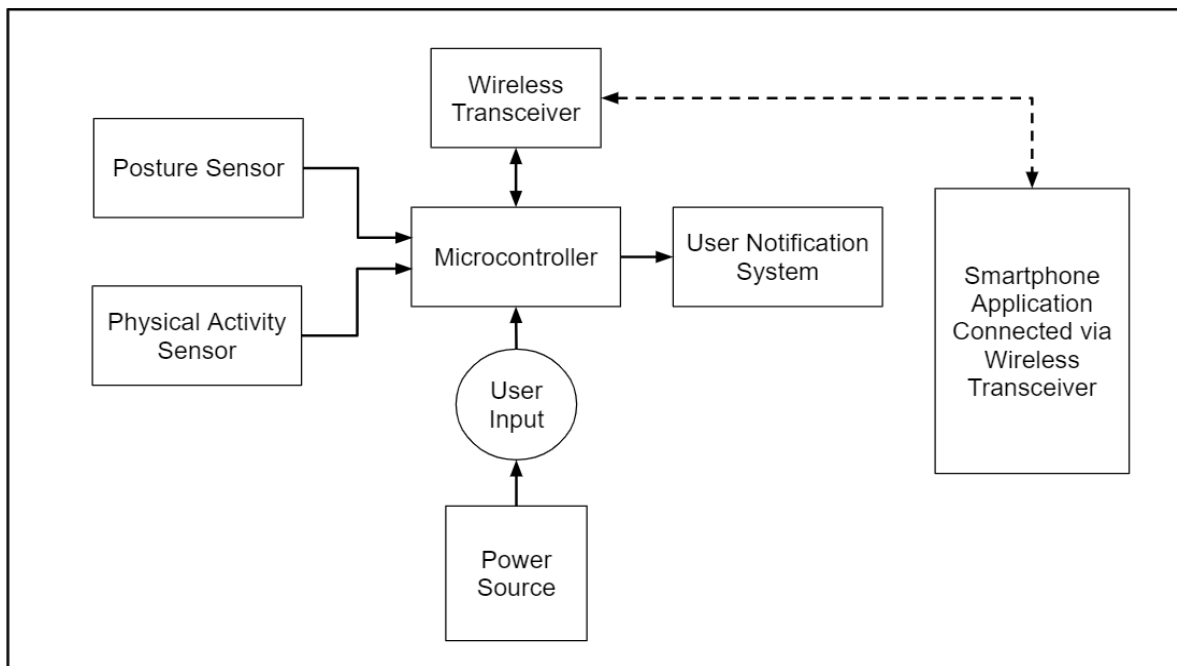 Wireless
Transceiver
Posture Sensor
Microcontroller
User Notification
System
Physical Activity
Sensor
Smartphone
Application
Connected via
Wireless
Transceiver
User
Input
Power
Source